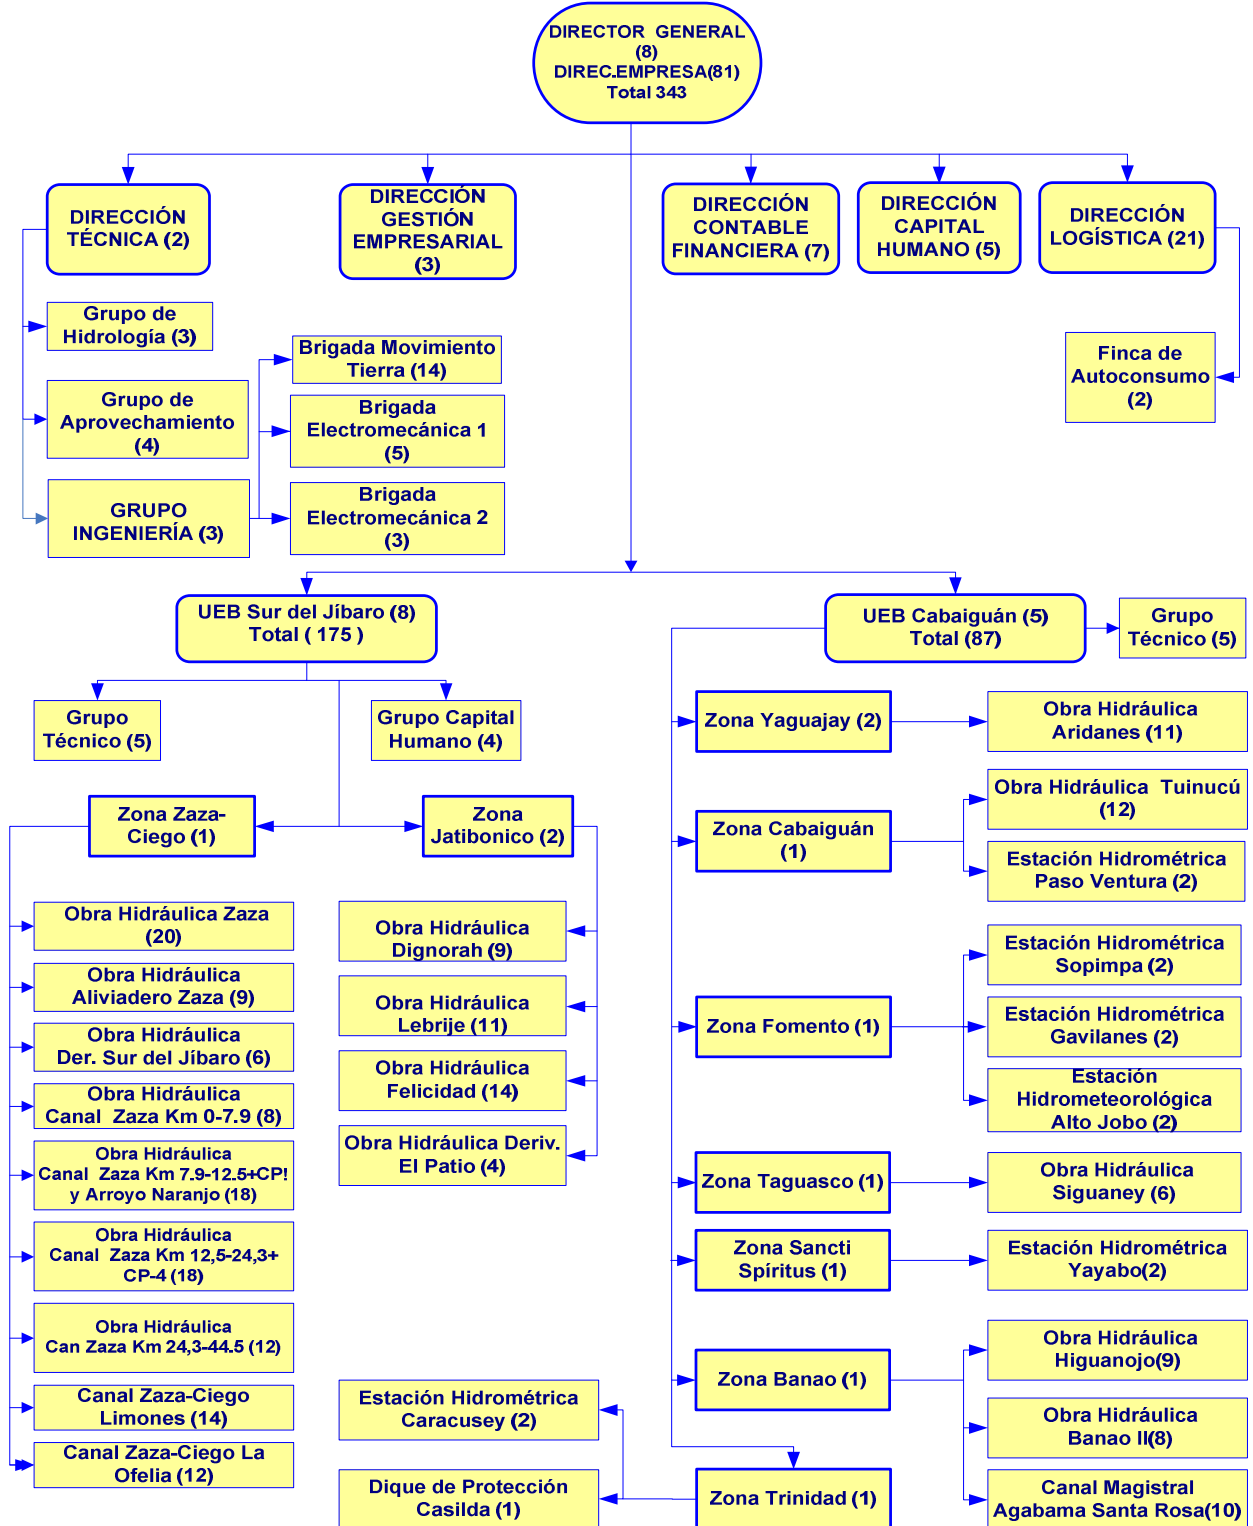 DIRECTOR GENERAL
(8)
DIREC.EMPRESA(81)
Total 343
DIRECCIÓN
TÉCNICA (2)
DIRECCIÓN
GESTIÓN
EMPRESARIAL
(3)
DIRECCIÓN
CONTABLE
FINANCIERA (7)
DIRECCIÓN
CAPITAL
HUMANO (5)
DIRECCIÓN
LOGÍSTICA (21)
Grupo de
Hidrología (3)
Grupo de
Aprovechamiento
(4)
GRUPO
INGENIERÍA (3)
Brigada Movimiento
Tierra (14)
Brigada
Electromecánica 1
(5)
Brigada
Electromecánica 2
(3)
Finca de
Autoconsumo
(2)
UEB Sur del Jíbaro (8)
Total ( 175 )
Grupo
Técnico (5)
Grupo Capital
Humano (4)
Zona Zaza-
Ciego (1)
Zona
Jatibonico (2)
Obra Hidráulica Zaza
(20)
Obra Hidráulica
Aliviadero Zaza (9)
Obra Hidráulica
Der. Sur del Jíbaro (6)
Obra Hidráulica
Canal Zaza Km 0-7.9 (8)
Obra Hidráulica
Canal Zaza Km 7.9-12.5+CP!
y Arroyo Naranjo (18)
Obra Hidráulica
Canal Zaza Km 12,5-24,3+
CP-4 (18)
Obra Hidráulica
Can Zaza Km 24,3-44.5 (12)
Canal Zaza-Ciego
Limones (14)
Canal Zaza-Ciego La
Ofelia (12)
Obra Hidráulica
Dignorah (9)
Obra Hidráulica
Lebrije (11)
Obra Hidráulica
Felicidad (14)
Obra Hidráulica Deriv.
El Patio (4)
UEB Cabaiguán (5)
Total (87)
Grupo
Técnico (5)
Zona Yaguajay (2)
Obra Hidráulica
Aridanes (11)
Zona Cabaiguán
(1)
Obra Hidráulica Tuinucú
(12)
Estación Hidrométrica
Paso Ventura (2)
Zona Fomento (1)
Estación Hidrométrica
Sopimpa (2)
Estación Hidrométrica
Gavilanes (2)
Estación
Hidrometeorológica
Alto Jobo (2)
Zona Taguasco (1)
Obra Hidráulica
Siguaney (6)
Zona Sancti
Spíritus (1)
Estación Hidrométrica
Yayabo(2)
Zona Banao (1)
Obra Hidráulica
Higuanojo(9)
Obra Hidráulica
Banao II(8)
Canal Magistral
Agabama Santa Rosa(10)
Zona Trinidad (1)
Estación Hidrométrica
Caracusey (2)
Dique de Protección
Casilda (1)